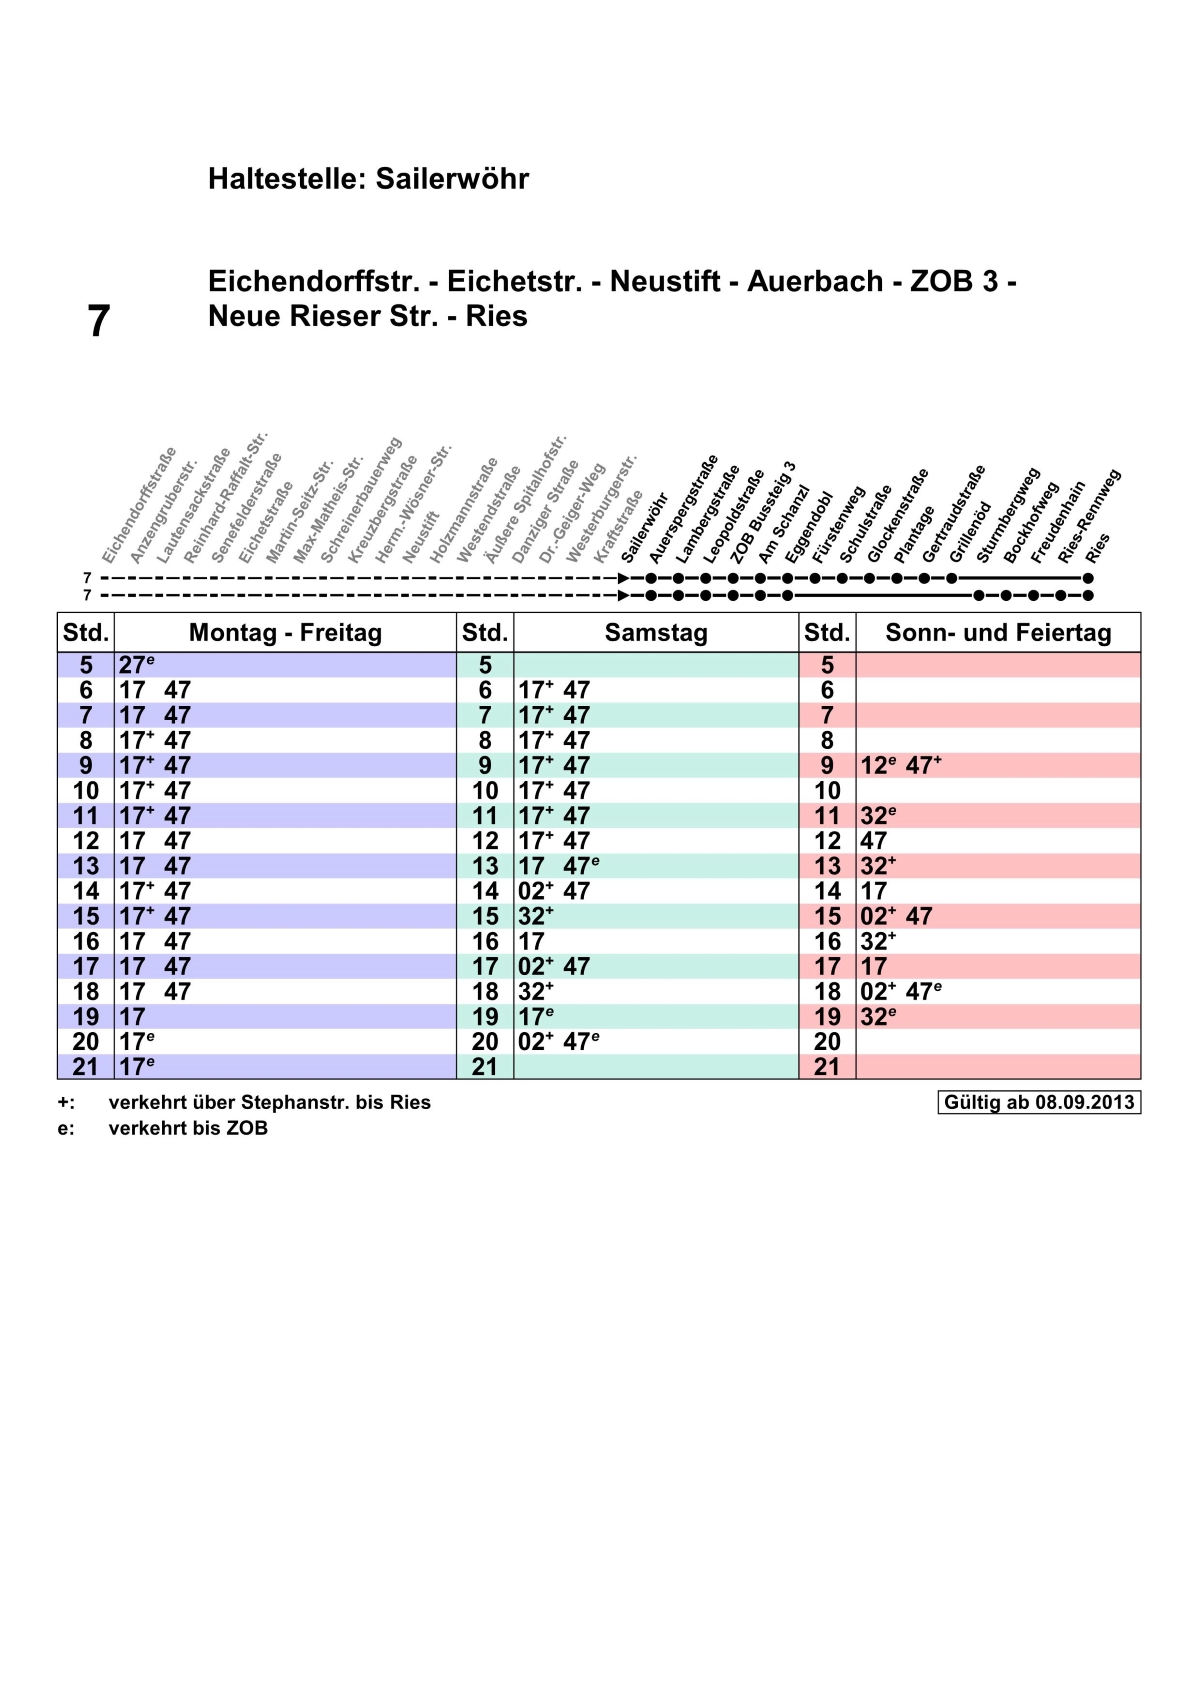 Haltestelle: Sailerwöhr
7
Eichendorffstr. - Eichetstr. - Neustift - Auerbach - ZOB 3 -
Neue Rieser Str. - Ries
Eichendorffstraße
Anzengruberstr.
Lautensackstraße
Reinhard-Raffalt-Str.
Senefelderstraße
Eichetstraße
Martin-Seitz-Str.
Max-Matheis-Str.
Schreinerbauerweg
Kreuzbergstraße
Herm.-Wösner-Str.
Neustift
Holzmannstraße
Westendstraße
Äußere Spitalhofstr.
Danziger Straße
Dr.-Geiger-Weg
Westerburgerstr.
Kraftstraße
Sailerwöhr
Auerspergstraße
Lambergstraße
Leopoldstraße
ZOB Bussteig 3
Am Schanzl
Eggendobl
Fürstenweg
Schulstraße
Glockenstraße
Plantage
Gertraudstraße
Grillenöd
Sturmbergweg
Bockhofweg
Freudenhain
Ries-Rennweg
Ries
7
7
Std. Montag - Freitag Std. Samstag Std. Sonn- und Feiertag
5 27e 5 5
6 17 47 6 17+ 47 6
7 17 47 7 17+ 47 7
8 17+ 47 8 17+ 47 8
9 17+ 47 9 17+ 47 9 12e 47+
10 17+ 47 10 17+ 47 10
11 17+ 47 11 17+ 47 11 32e
12 17 47 12 17+ 47 12 47
13 17 47 13 17 47e 13 32+
14 17+ 47 14 02+ 47 14 17
15 17+ 47 15 32+ 15 02+ 47
16 17 47 16 17 16 32+
17 17 47 17 02+ 47 17 17
18 17 47 18 32+ 18 02+ 47e
19 17 19 17e 19 32e
20 17e 20 02+ 47e 20
21 17e 21 21
+: verkehrt über Stephanstr. bis Ries Gültig ab 08.09.2013
e: verkehrt bis ZOB